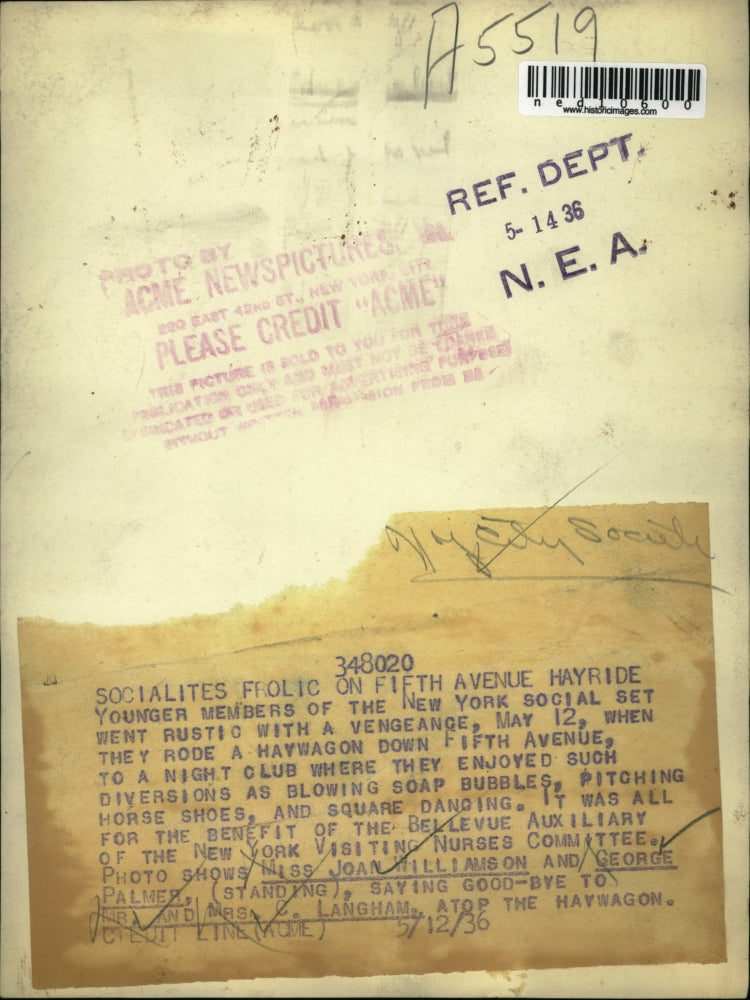 A5519
ned10600
www.historicimages.com
REF. DEPT.
5-14 36
N. E. A.
PHOTO BY
ACME NEWSPICTURES, Inc.
220 EAST 42ND ST., NEW YORK CITY
PLEASE CREDIT "ACME"
THIS PICTURE IS SOLD TO YOU FOR YOUR
PUBLICATION ONLY AND MUST NOT BE LOANED
SYNDICATED OR USED FOR ADVERTISING PURPOSES
WITHOUT WRITTEN PERMISSION FROM US
Society
348020
SOCIALITES FROLIC ON FIFTH AVENUE HAYRIDE
YOUNGER MEMBERS OF THE NEW YORK SOCIAL SET
WENT RUSTIC WITH A VENGEANCE, MAY 12, WHEN
THEY RODE A HAYWAGON DOWN FIFTH AVENUE,
TO A NIGHT CLUB WHERE THEY ENJOYED SUCH
DIVERSIONS AS BLOWING SOAP BUBBLES, PITCHING
HORSE SHOES, AND SQUARE DANCING. IT WAS ALL
FOR THE BENEFIT OF THE BELLEVUE AUXILIARY
OF THE NEW YORK VISITING NURSES COMMITTEE.
PHOTO SHOWS MISS JOAN WILLIAMSON AND GEORGE
PALMER, (STANDING), SAYING GOOD-BYE TO
MR. AND MRS. C. LANGHAM, ATOP THE HAYWAGON.
CREDIT LINE (ACME) 5/12/36